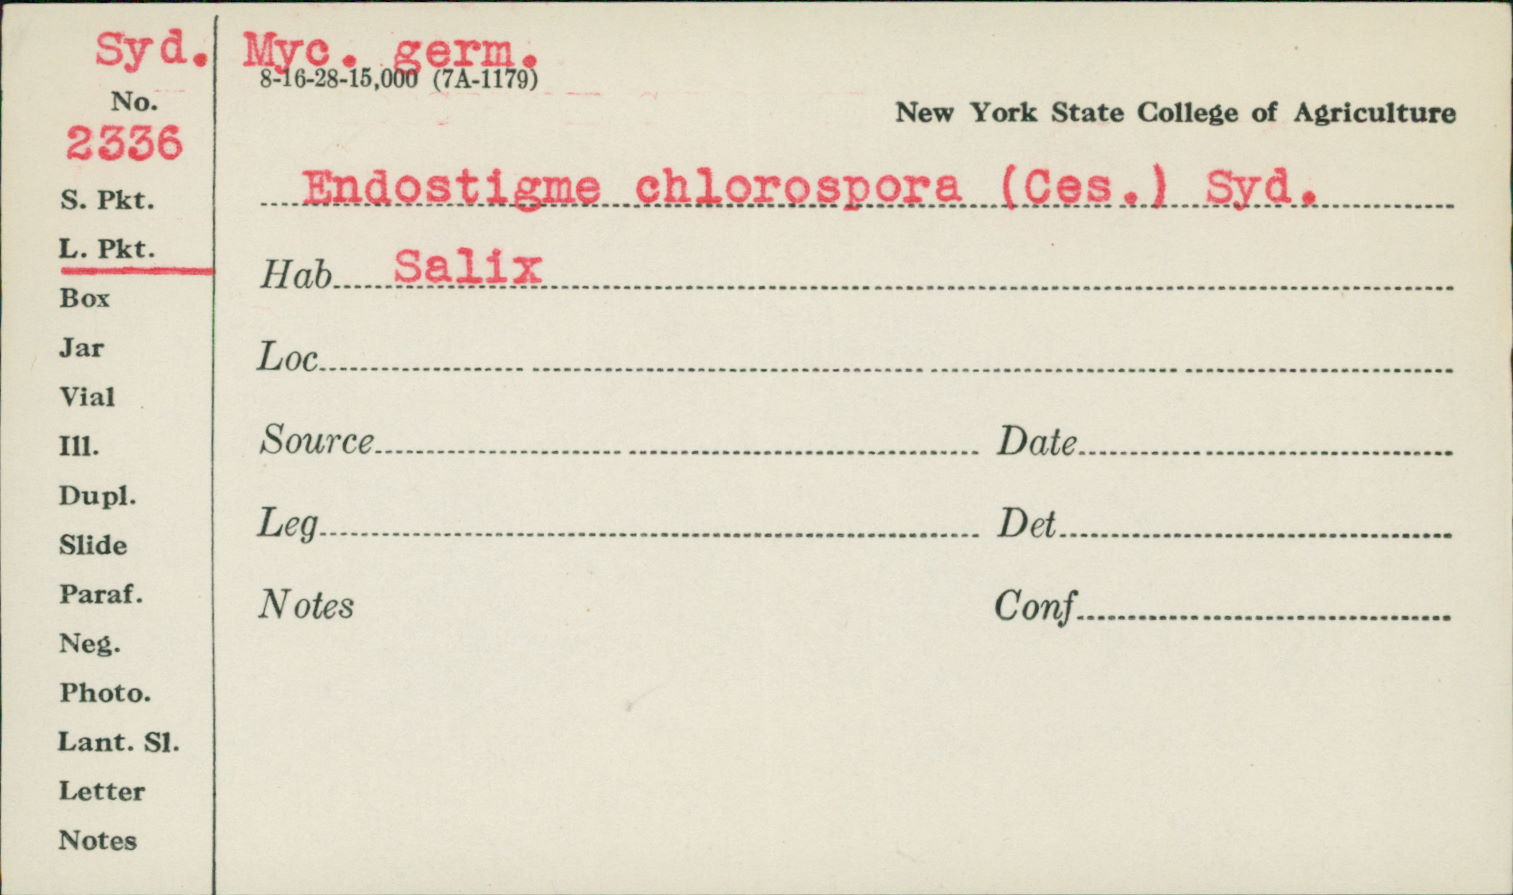 Syd. Myc. germ.
8-16-28-15,000 (7A-1179)
No.
2336
New York State College of Agriculture
Endostigme chlorospora (Ces.) Syd.
Hab Salix
Loc
Source Date
Leg Det
Notes Conf
S. Pkt.
L. Pkt.
Box
Jar
Vial
Ill.
Dupl.
Slide
Paraf.
Neg.
Photo.
Lant. Sl.
Letter
Notes